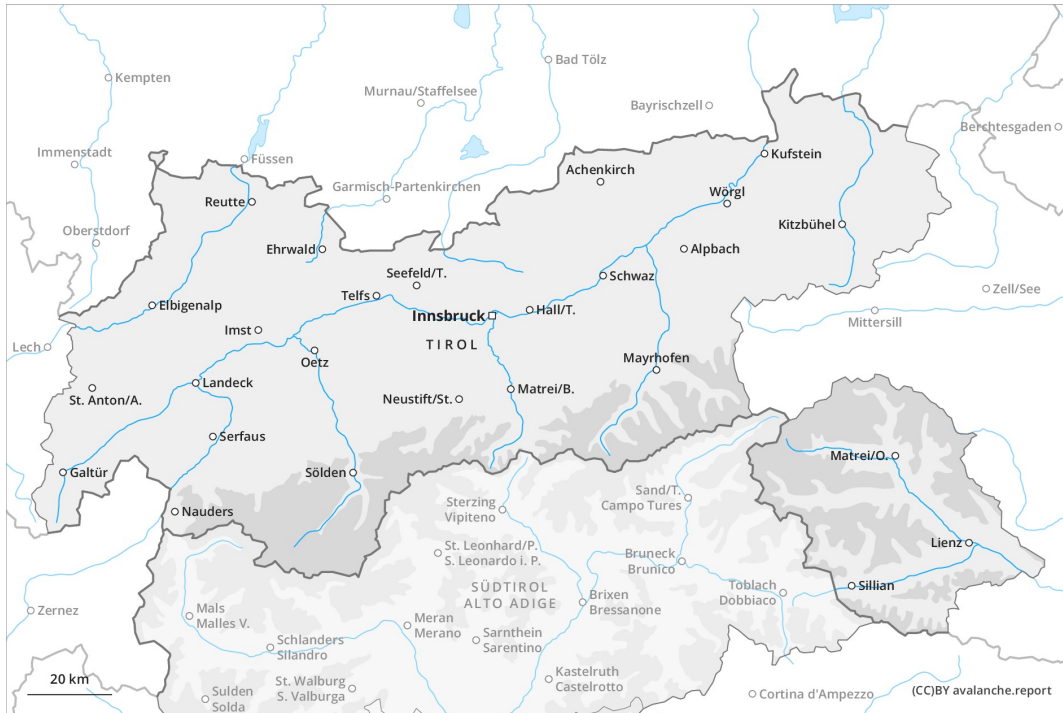 Kempten
Bad Tölz
Murnau/Staffelsee
Bayrischzell
Berchtesgaden
Immenstadt
Füssen
Kufstein
Achenkirch
Garmisch-Partenkirchen
Reutte
Wörgl
Oberstdorf
Kitzbühel
Ehrwald
Alpbach
Seefeld/T.
Schwaz
Zell/See
Telfs
Elbigenalp
Hall/T.
Innsbruck
Mittersill
Imst
TIROL
Lech
Oetz
Mayrhofen
Landeck
St. Anton/A.
Matrei/B.
Neustift/St.
Serfaus
Matrei/O.
Galtür
Sölden
Sand/T.
Campo Tures
Sterzing
Vipiteno
Nauders
Lienz
St. Leonhard/P.
S. Leonardo i. P.
Bruneck
Brunico
SÜDTIROL
ALTO ADIGE
Toblach
Dobbiaco
Sillian
Brixen
Bressanone
Zernez
Mals
Malles V.
Meran
Merano
Sarnthein
Sarentino
Schlanders
Silandro
Kastelruth
Castelrotto
St. Walburg
S. Valburga
20 km
Sulden
Solda
Cortina d'Ampezzo
(CC)BY avalanche.report